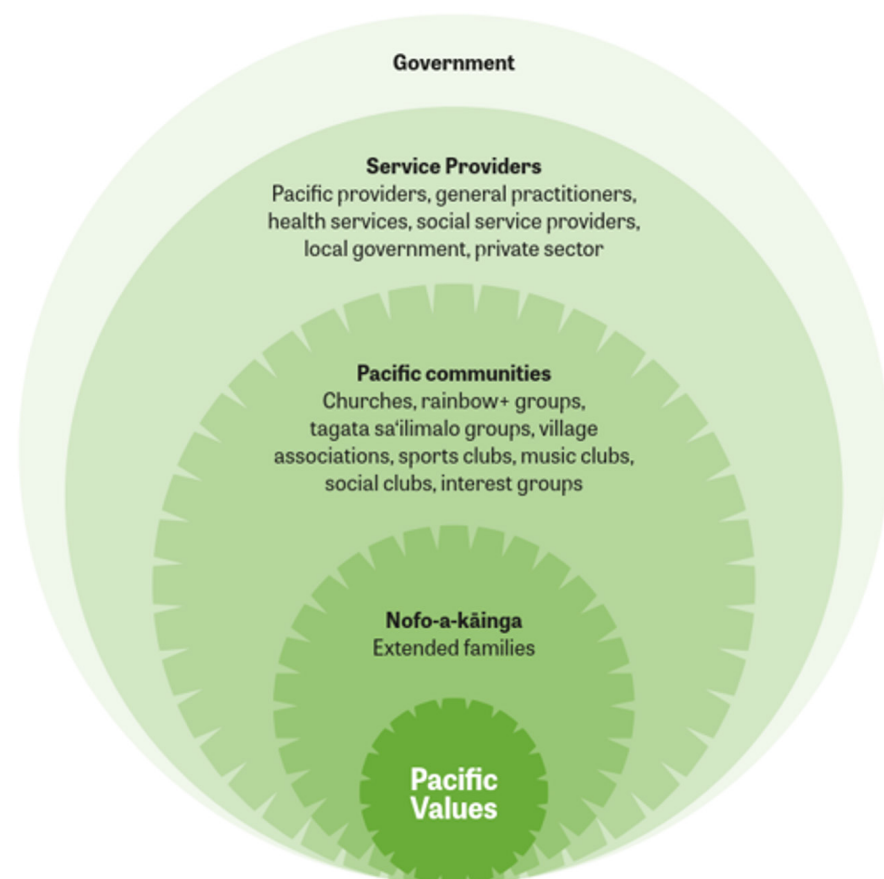 Government
Service Providers
Pacific providers, general practitioners,
health services, social service providers,
local government, private sector
Pacific communities
Churches, rainbow+ groups,
tagata sa‘ilimalo groups, village
associations, sports clubs, music clubs,
social clubs, interest groups
Nofo-a-kāinga
Extended families
Pacific
Values